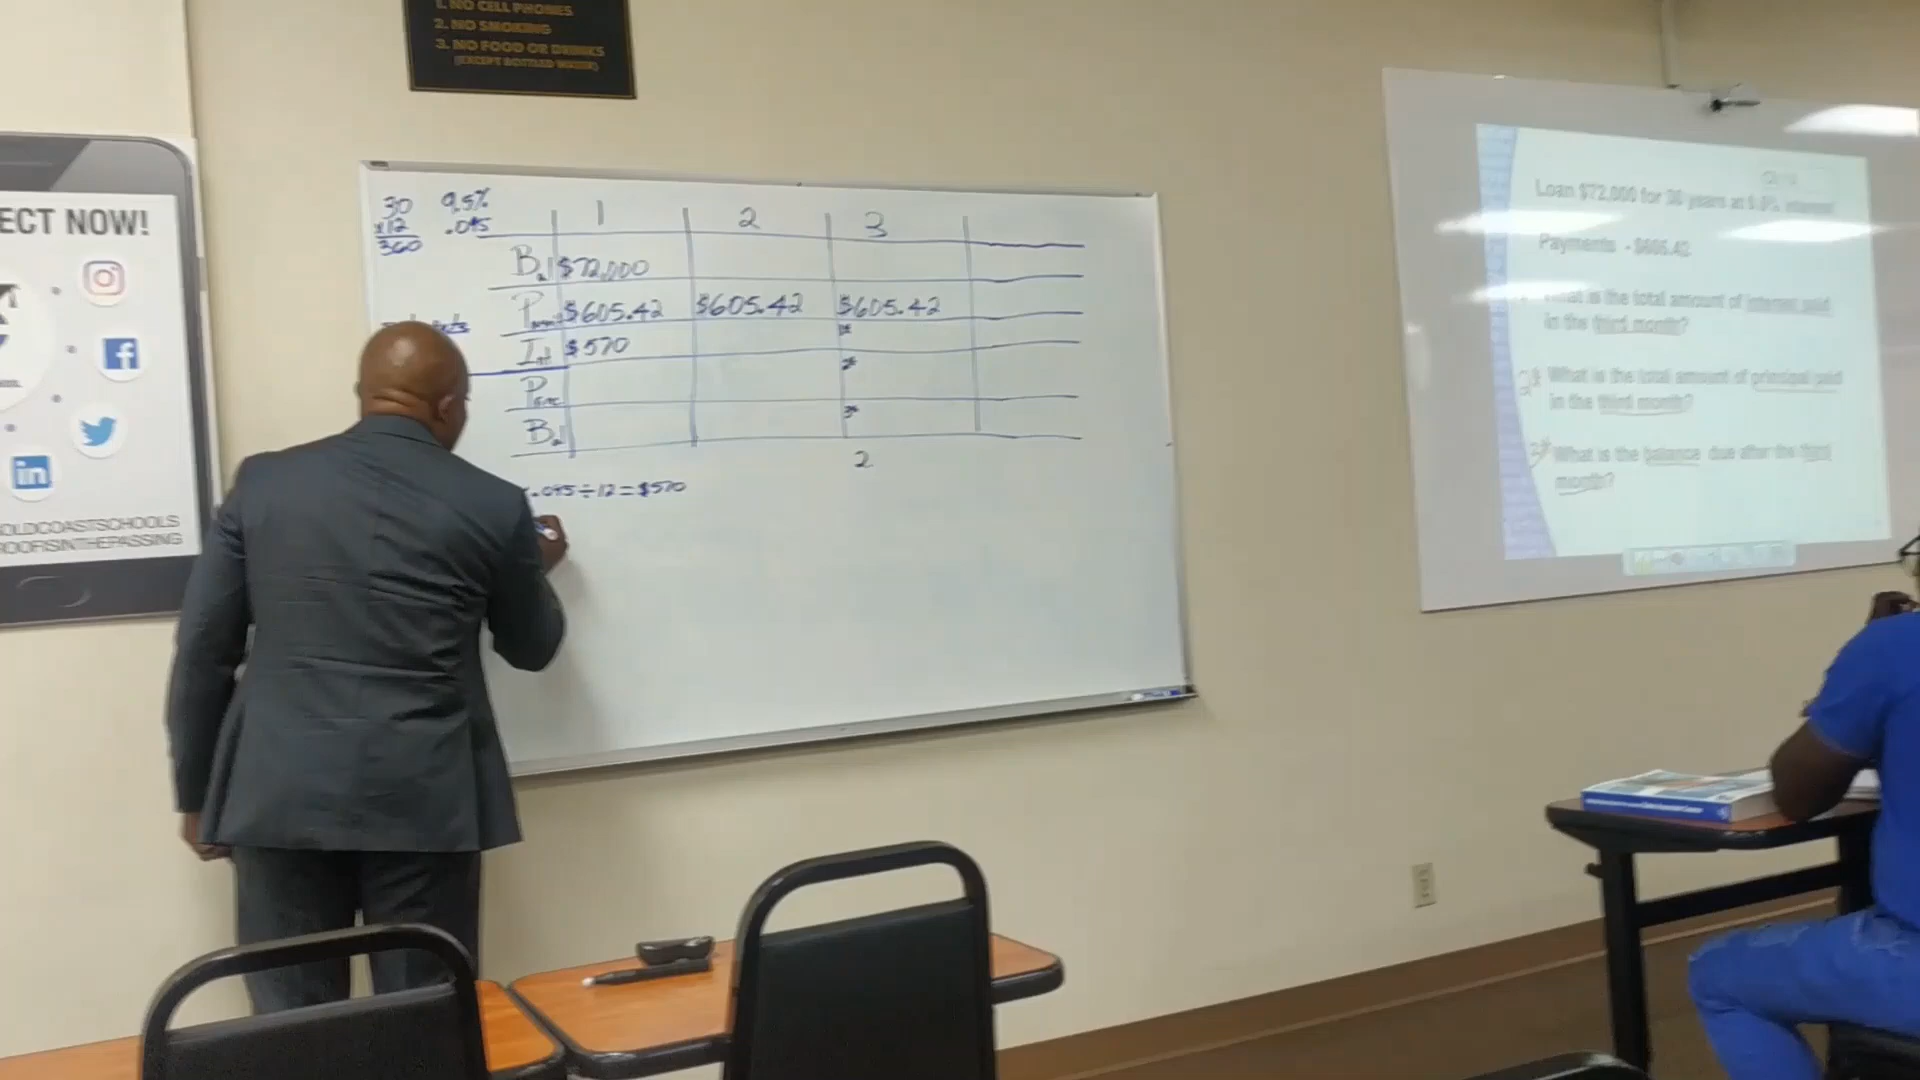 1. NO CELL PHONES
2. NO SMOKING
3. NO FOOD OR DRINKS
(EXCEPT BOTTLED WATER)
ECT NOW!
OLDCOASTSCHOOLS
ROOFISINTHEPASSING
30 9.5%
x12 .095
360
1 2 3
Bal $72,000
Pymt $605.42 $605.42 $605.42
Int $570
Princ
Bal
2
.095÷12=$570
Loan $72,000 for 30 years at interest
Payments - $605.42
What is the total amount of interest paid
in the third month?
What is the total amount of principal paid
in the third month?
What is the balance due after the third
month?